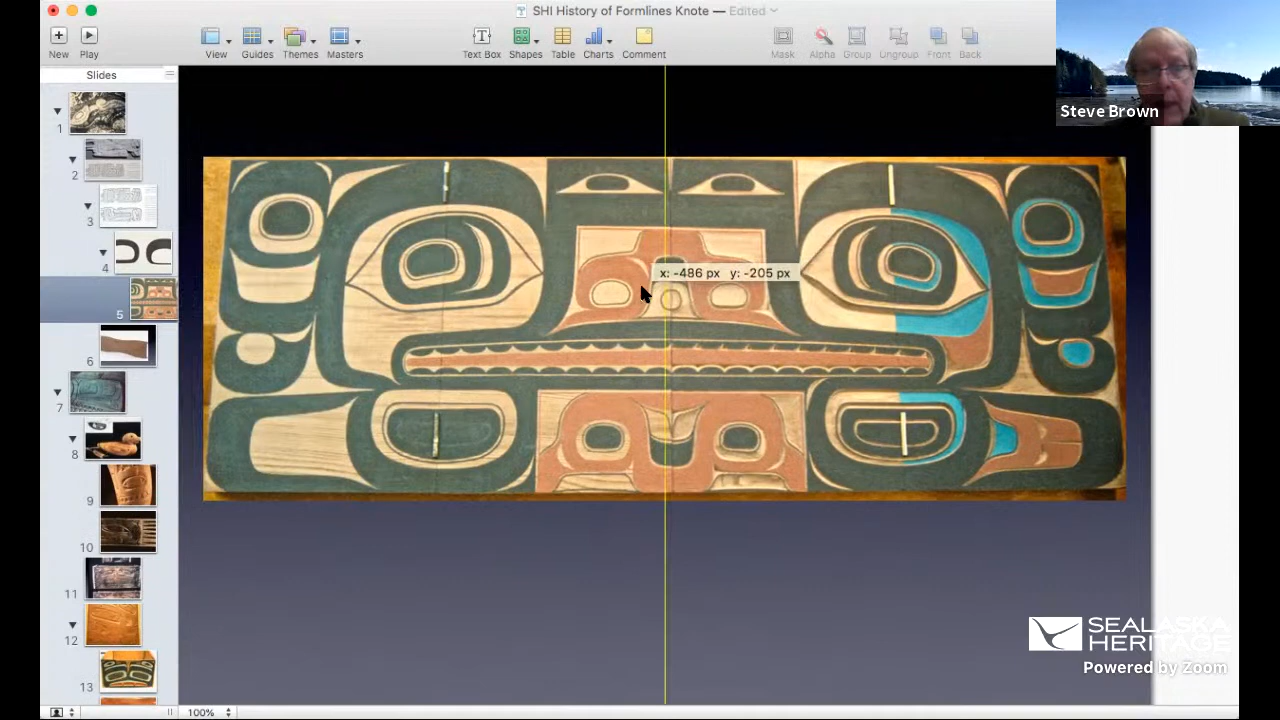 SHI History of Formlines Knote — Edited
New Play View Guides Themes Masters Text Box Shapes Table Charts Comment Mask Alpha Group Ungroup Front Back
Slides
1
2
3
4
5
6
7
8
9
10
11
12
13
x: -486 px y: -205 px
Steve Brown
SEALASKA
HERITAGE
Powered by Zoom
100%